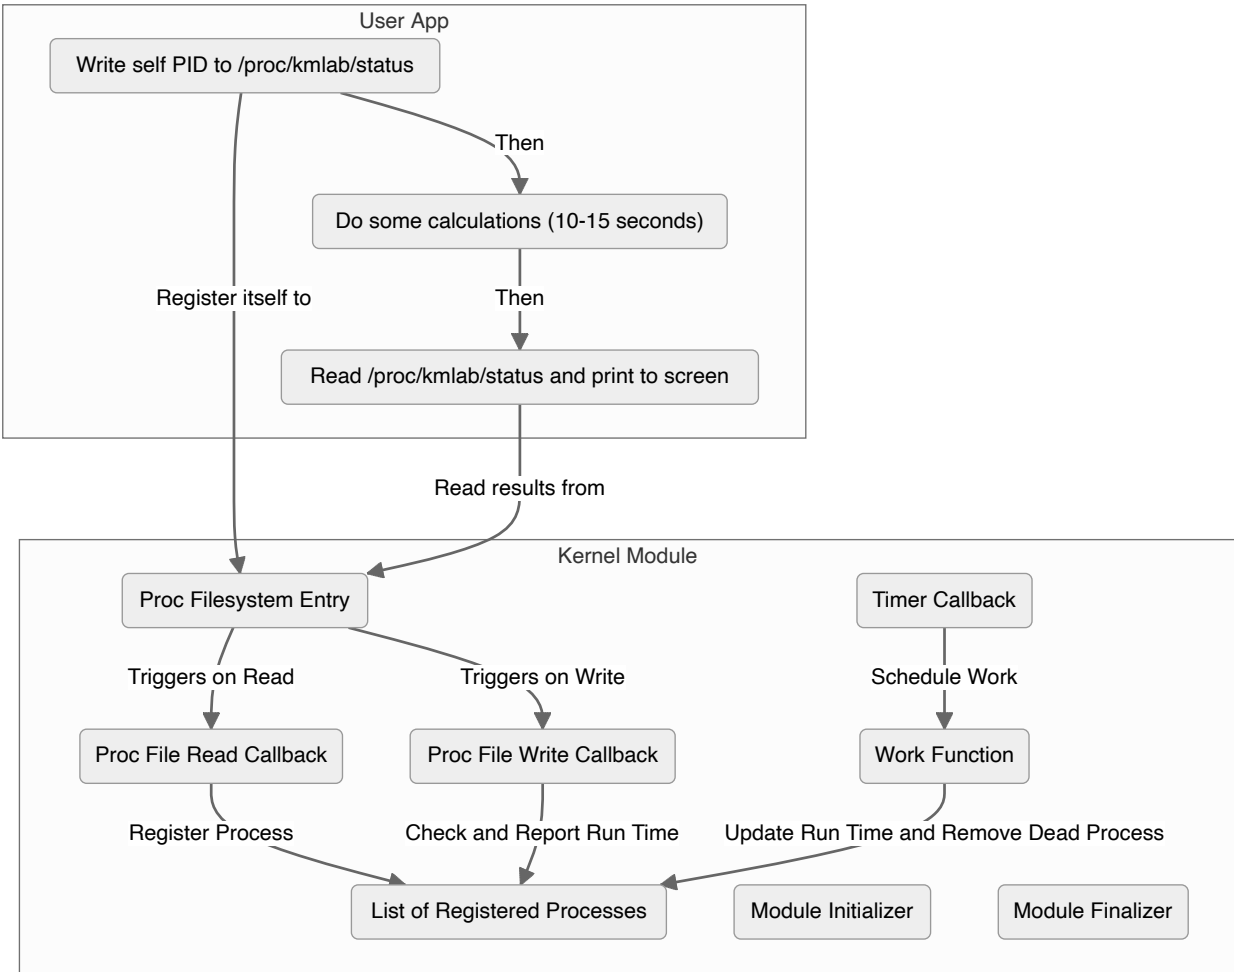 User App
Write self PID to /proc/kmlab/status
Then
Do some calculations (10-15 seconds)
Register itself to
Then
Read /proc/kmlab/status and print to screen
Read results from
Kernel Module
Proc Filesystem Entry
Timer Callback
Triggers on Read
Triggers on Write
Schedule Work
Proc File Read Callback
Proc File Write Callback
Work Function
Register Process
Check and Report Run Time
Update Run Time and Remove Dead Process
List of Registered Processes
Module Initializer
Module Finalizer